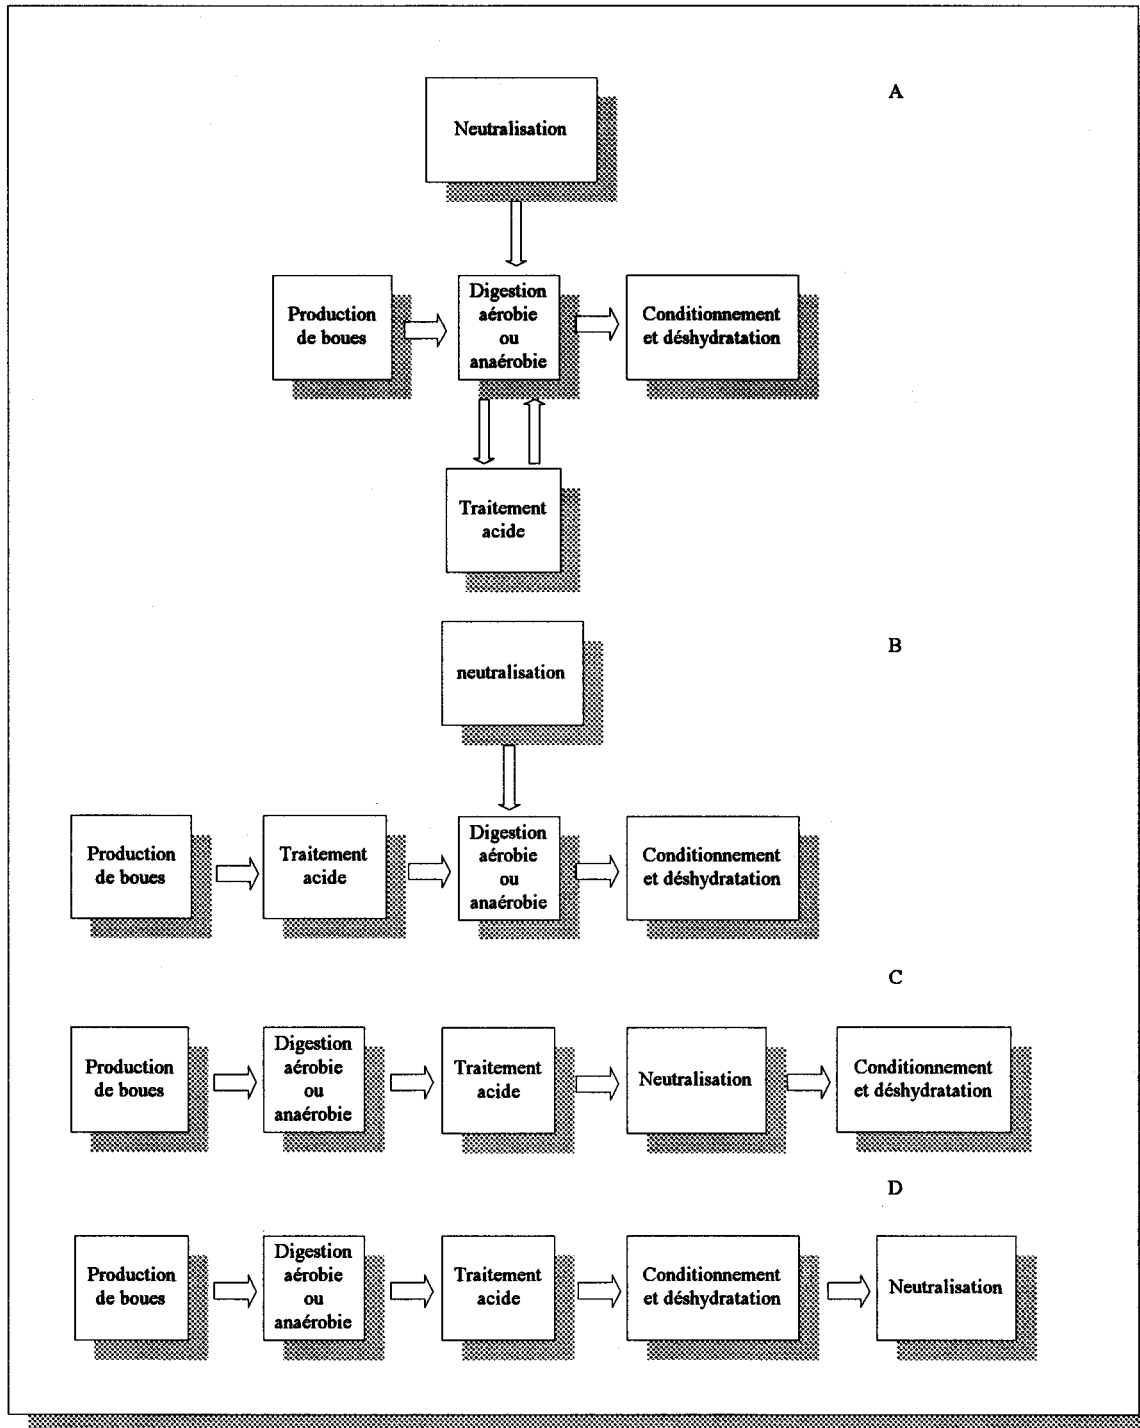 A
Neutralisation
Production
de boues
Digestion
aérobie
ou
anaérobie
Conditionnement
et déshydratation
Traitement
acide
B
neutralisation
Production
de boues
Traitement
acide
Digestion
aérobie
ou
anaérobie
Conditionnement
et déshydratation
C
Production
de boues
Digestion
aérobie
ou
anaérobie
Traitement
acide
Neutralisation
Conditionnement
et déshydratation
D
Production
de boues
Digestion
aérobie
ou
anaérobie
Traitement
acide
Conditionnement
et déshydratation
Neutralisation